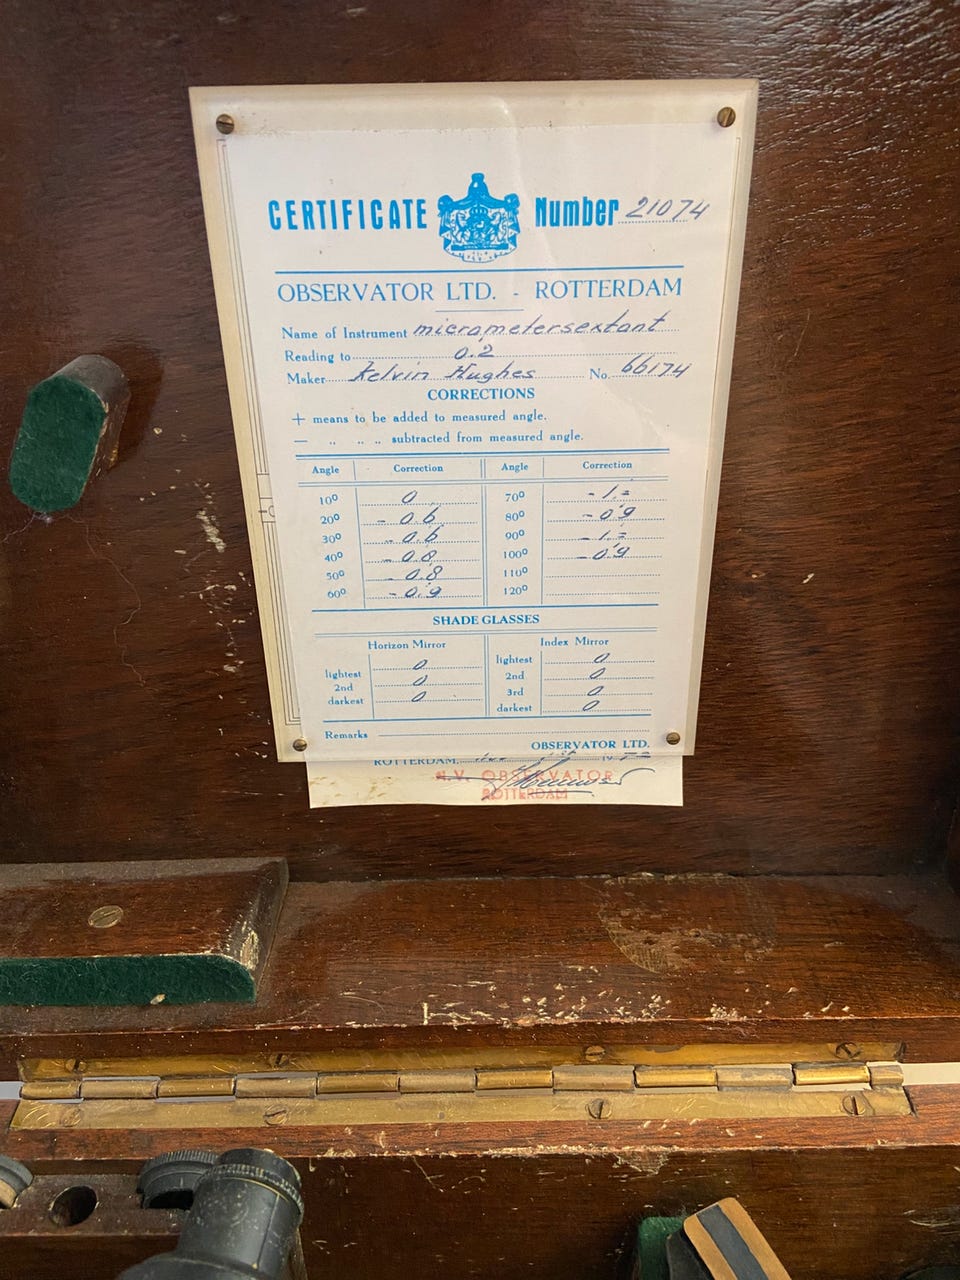 CERTIFICATE Number 21074
OBSERVATOR LTD. - ROTTERDAM
Name of Instrument micrometersextant
Reading to 0.2
Maker Kelvin Hughes No. 66174
CORRECTIONS
+ means to be added to measured angle.
— ,, ,, ,, subtracted from measured angle.
Angle Correction Angle Correction
10° 0 70° - 1.=
20° - 0.6 80° - 0.9
30° - 0.6 90° - 1.=
40° - 0.8 100° - 0.9
50° - 0.8 110°
60° - 0.9 120°
SHADE GLASSES
Horizon Mirror Index Mirror
lightest 0 lightest 0
2nd 0 2nd 0
darkest 0 3rd 0
darkest 0
Remarks
OBSERVATOR LTD.
ROTTERDAM, 1972
N.V. OBSERVATOR
ROTTERDAM